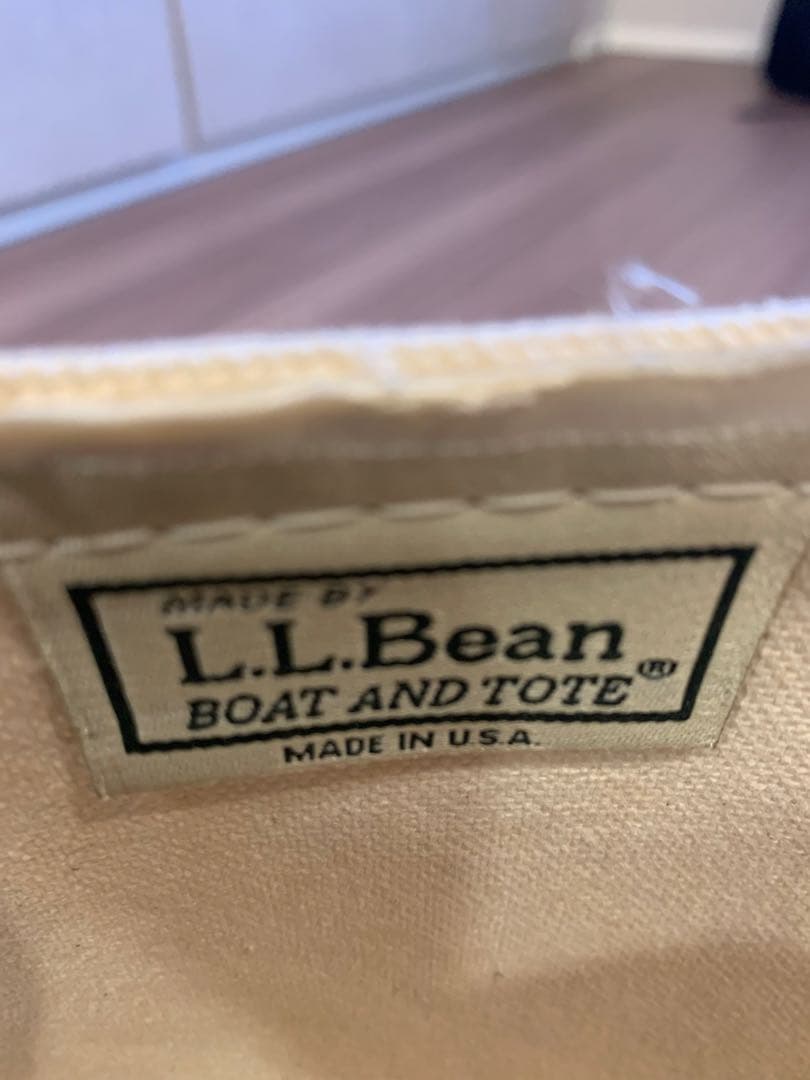 MADE BY
L.L.Bean
BOAT AND TOTE®
MADE IN U.S.A.